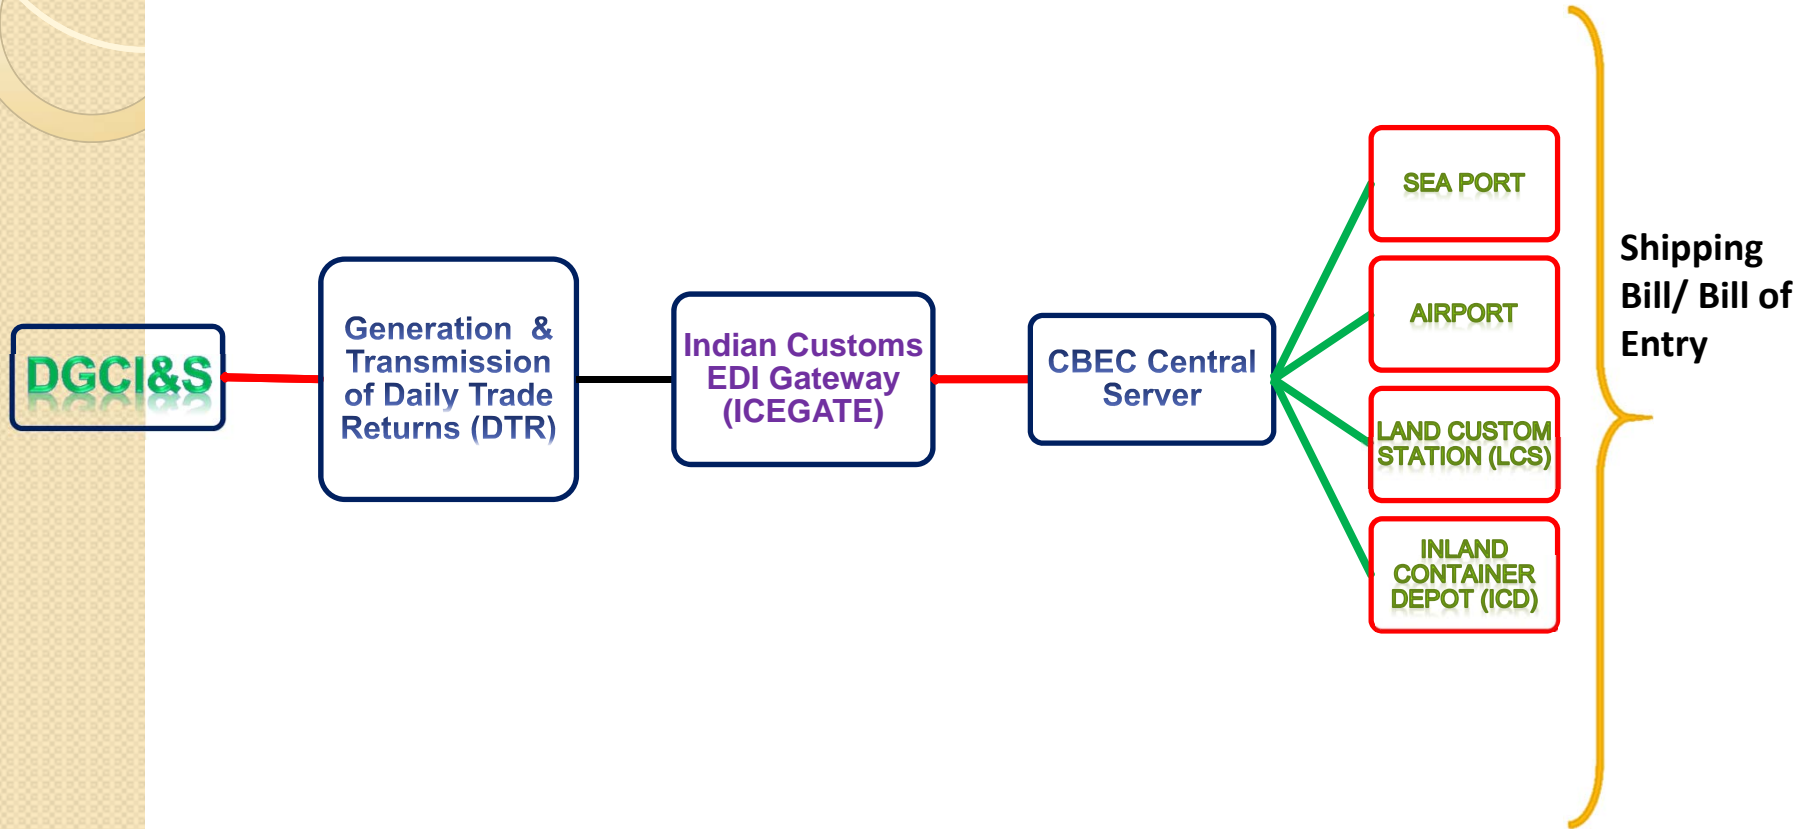 DGCI&S
Generation &
Transmission
of Daily Trade
Returns (DTR)
Indian Customs
EDI Gateway
(ICEGATE)
CBEC Central
Server
SEA PORT
AIRPORT
LAND CUSTOM
STATION (LCS)
INLAND
CONTAINER
DEPOT (ICD)
Shipping
Bill/ Bill of
Entry